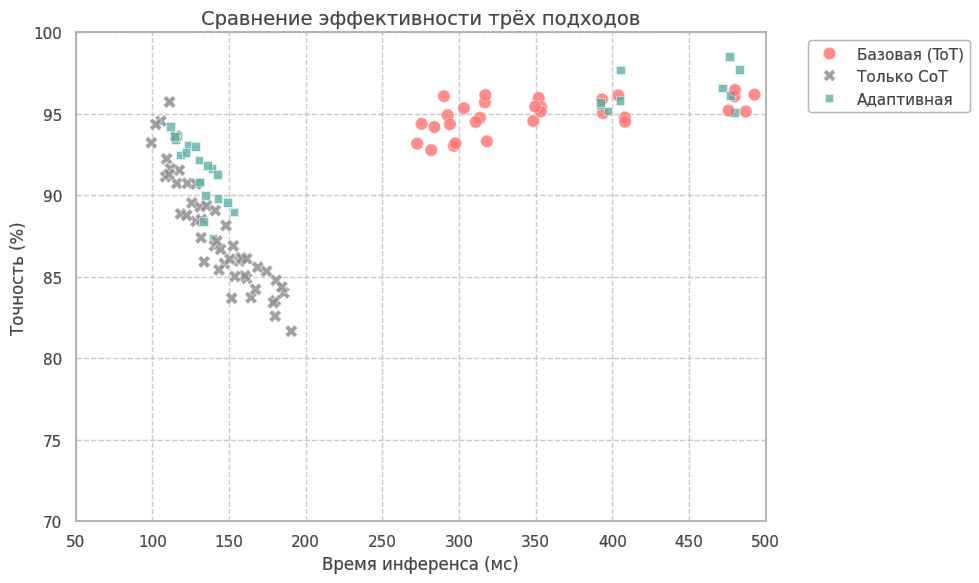 Сравнение эффективности трёх подходов
Базовая (ToT)
Только CoT
Адаптивная
Точность (%)
100
95
90
85
80
75
70
50 100 150 200 250 300 350 400 450 500
Время инференса (мс)